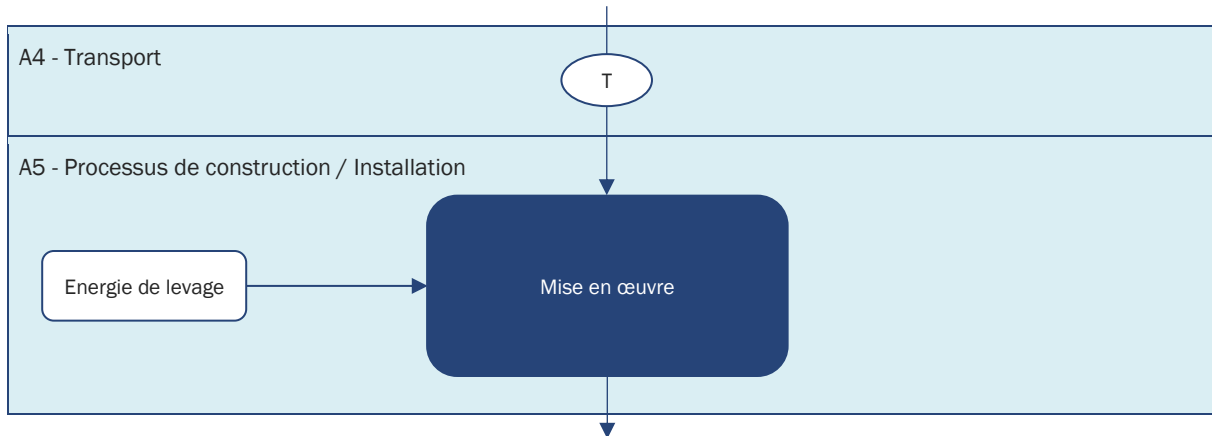 A4 - Transport
T
A5 - Processus de construction / Installation
Energie de levage
Mise en œuvre